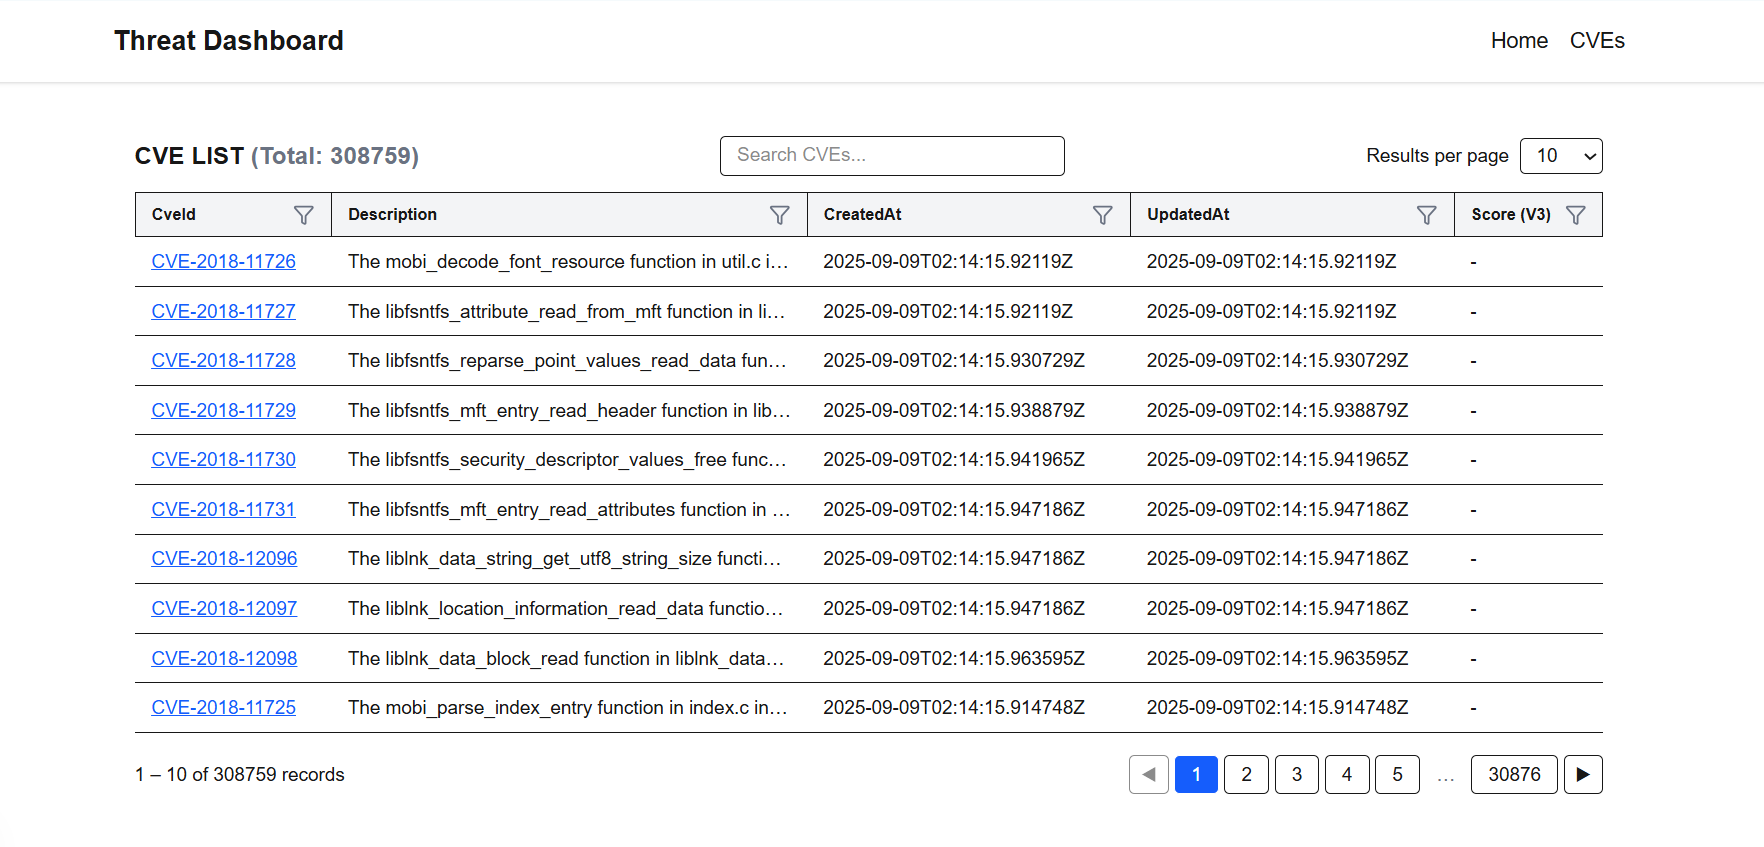 Threat Dashboard
Home CVEs
CVE LIST (Total: 308759)
Search CVEs...
Results per page 10
CveId Description CreatedAt UpdatedAt Score (V3)
CVE-2018-11726 The mobi_decode_font_resource function in util.c i… 2025-09-09T02:14:15.92119Z 2025-09-09T02:14:15.92119Z -
CVE-2018-11727 The libfsntfs_attribute_read_from_mft function in li… 2025-09-09T02:14:15.92119Z 2025-09-09T02:14:15.92119Z -
CVE-2018-11728 The libfsntfs_reparse_point_values_read_data fun… 2025-09-09T02:14:15.930729Z 2025-09-09T02:14:15.930729Z -
CVE-2018-11729 The libfsntfs_mft_entry_read_header function in lib… 2025-09-09T02:14:15.938879Z 2025-09-09T02:14:15.938879Z -
CVE-2018-11730 The libfsntfs_security_descriptor_values_free func… 2025-09-09T02:14:15.941965Z 2025-09-09T02:14:15.941965Z -
CVE-2018-11731 The libfsntfs_mft_entry_read_attributes function in … 2025-09-09T02:14:15.947186Z 2025-09-09T02:14:15.947186Z -
CVE-2018-12096 The liblnk_data_string_get_utf8_string_size functi… 2025-09-09T02:14:15.947186Z 2025-09-09T02:14:15.947186Z -
CVE-2018-12097 The liblnk_location_information_read_data functio… 2025-09-09T02:14:15.947186Z 2025-09-09T02:14:15.947186Z -
CVE-2018-12098 The liblnk_data_block_read function in liblnk_data… 2025-09-09T02:14:15.963595Z 2025-09-09T02:14:15.963595Z -
CVE-2018-11725 The mobi_parse_index_entry function in index.c in… 2025-09-09T02:14:15.914748Z 2025-09-09T02:14:15.914748Z -
1 – 10 of 308759 records
◀ 1 2 3 4 5 … 30876 ▶